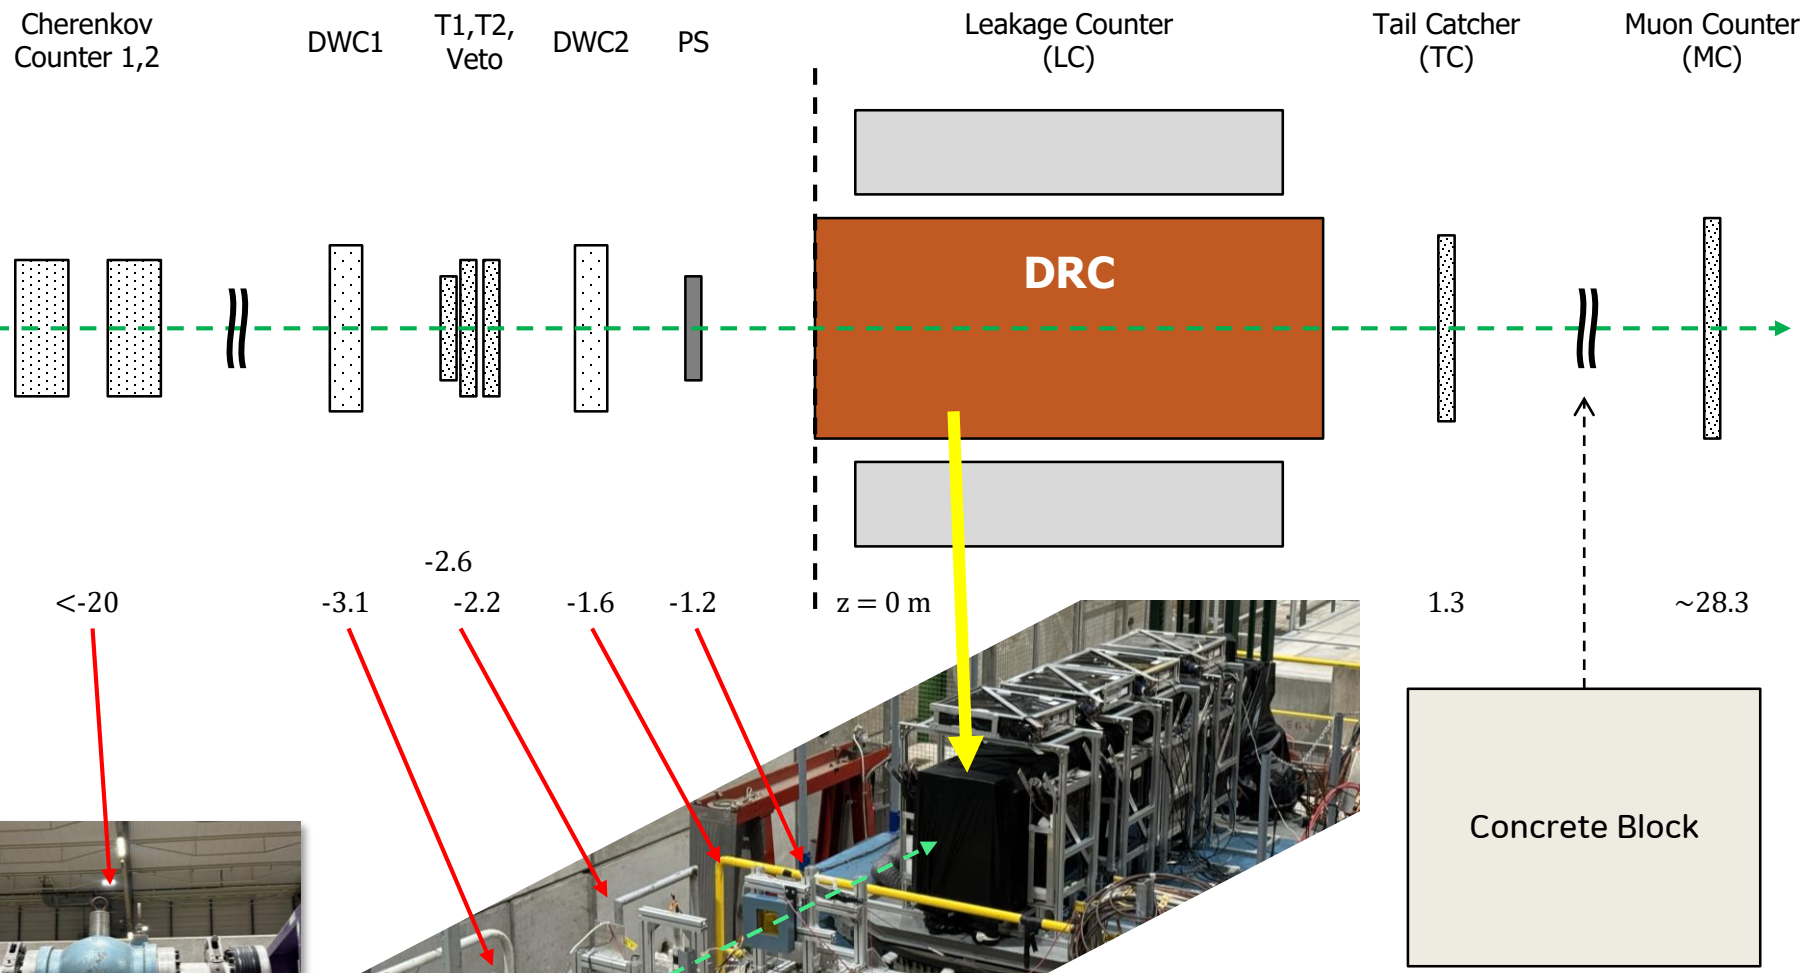 Cherenkov
Counter 1,2
DWC1
T1,T2,
Veto
DWC2
PS
Leakage Counter
(LC)
Tail Catcher
(TC)
Muon Counter
(MC)
DRC
-2.6
<-20
-3.1
-2.2
-1.6
-1.2
z = 0 m
1.3
~28.3
Concrete Block